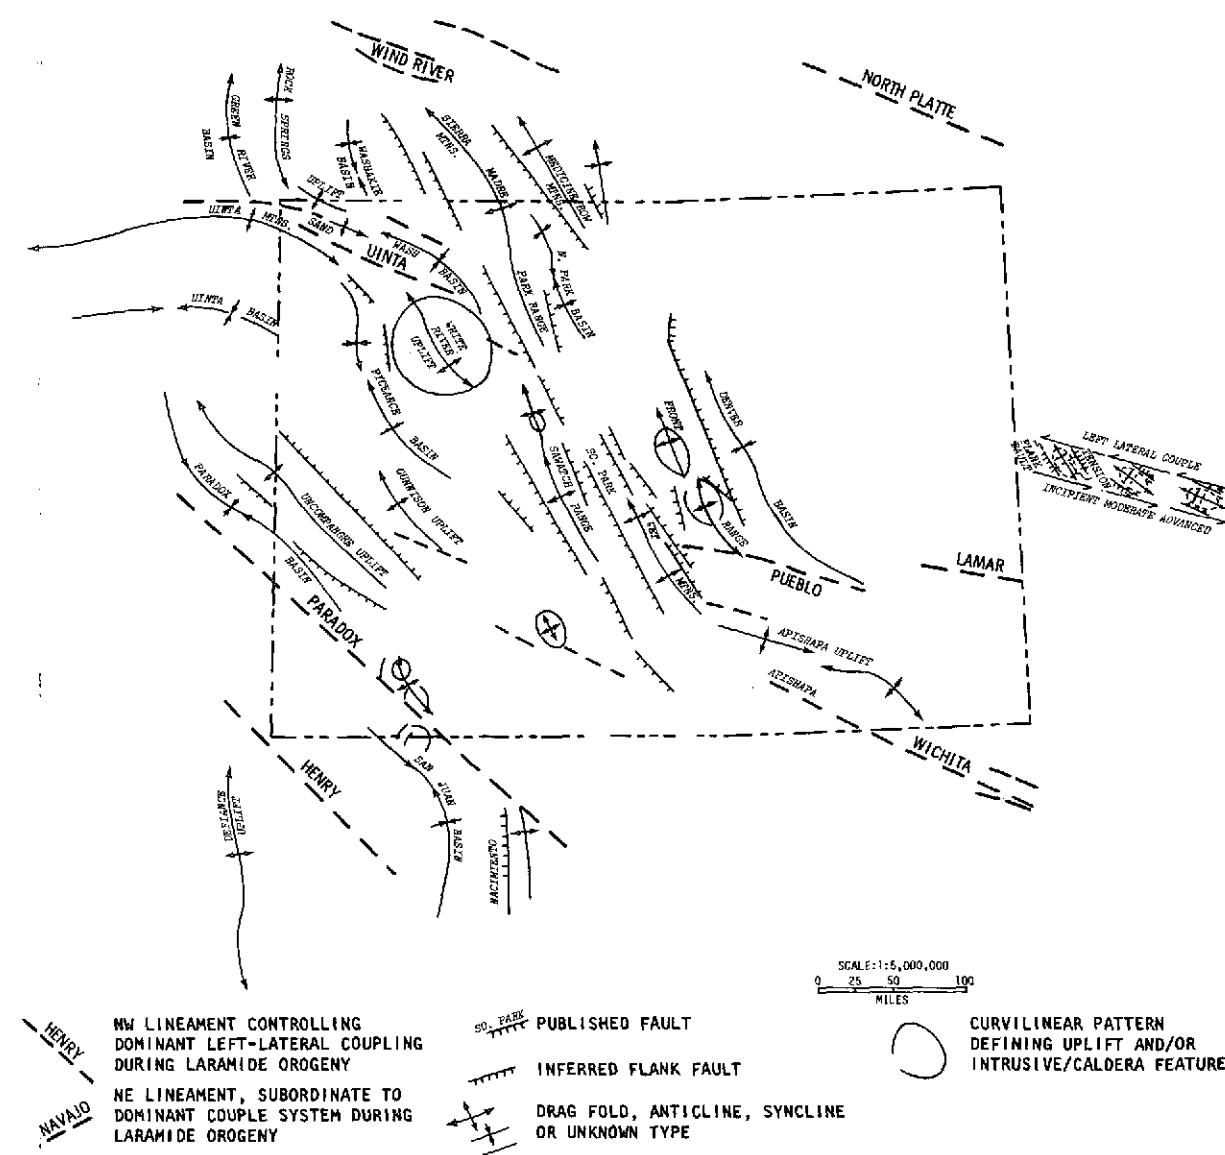 WIND RIVER
NORTH PLATTE
ROCK
SPRINGS
UPLIFT
GREEN
RIVER
BASIN
WASHAKIE
BASIN
SIERRA
MADRE
MTNS.
MEDICINE BOW
MTNS.
UINTA
MTNS.
SAND
WASH
BASIN
UINTA
N. PARK
BASIN
PARK RANGE
UINTA
BASIN
WHITE
RIVER
UPLIFT
PICEANCE
BASIN
DENVER
BASIN
FRONT
RANGE
SAWATCH
RANGE
SO. PARK
WET
MTNS.
GUNNISON UPLIFT
UNCOMPAHGRE UPLIFT
PARADOX
BASIN
PARADOX
LEFT LATERAL COUPLE
FLANK
FAULT
TENSION
INCIPIENT MODERATE ADVANCED
LAMAR
PUEBLO
APISHAPA UPLIFT
APISHAPA
WICHITA
HENRY
SAN
JUAN
BASIN
DEFIANCE
UPLIFT
NACIMIENTO
SCALE:1:5,000,000
0 25 50 100
MILES
HENRY
NW LINEAMENT CONTROLLING
DOMINANT LEFT-LATERAL COUPLING
DURING LARAMIDE OROGENY
NAVAJO
NE LINEAMENT, SUBORDINATE TO
DOMINANT COUPLE SYSTEM DURING
LARAMIDE OROGENY
SO. PARK
PUBLISHED FAULT
INFERRED FLANK FAULT
DRAG FOLD, ANTICLINE, SYNCLINE
OR UNKNOWN TYPE
CURVILINEAR PATTERN
DEFINING UPLIFT AND/OR
INTRUSIVE/CALDERA FEATURE